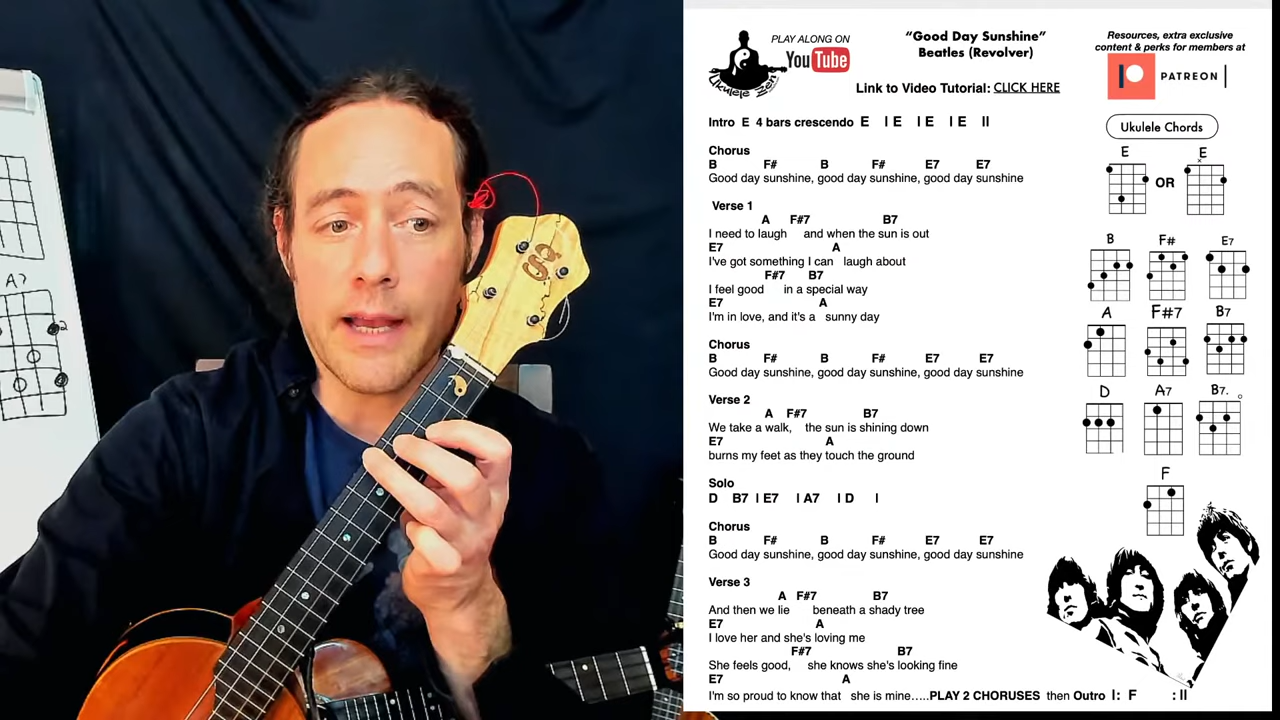 A7
PLAY ALONG ON
YouTube
Ukulele Zen
“Good Day Sunshine”
Beatles (Revolver)
Link to Video Tutorial: CLICK HERE
Resources, extra exclusive
content & perks for members at
PATREON
Intro E 4 bars crescendo E I E I E I E II
Chorus
B F# B F# E7 E7
Good day sunshine, good day sunshine, good day sunshine
Verse 1
A F#7 B7
I need to laugh and when the sun is out
E7 A
I've got something I can laugh about
F#7 B7
I feel good in a special way
E7 A
I'm in love, and it's a sunny day
Chorus
B F# B F# E7 E7
Good day sunshine, good day sunshine, good day sunshine
Verse 2
A F#7 B7
We take a walk, the sun is shining down
E7 A
burns my feet as they touch the ground
Solo
D B7 I E7 I A7 I D I
Chorus
B F# B F# E7 E7
Good day sunshine, good day sunshine, good day sunshine
Verse 3
A F#7 B7
And then we lie beneath a shady tree
E7 A
I love her and she's loving me
F#7 B7
She feels good, she knows she's looking fine
E7 A
I'm so proud to know that she is mine.....PLAY 2 CHORUSES then Outro I: F :II
Ukulele Chords
E OR E
x
B F# E7
A F#7 B7
D A7 B7. o
F